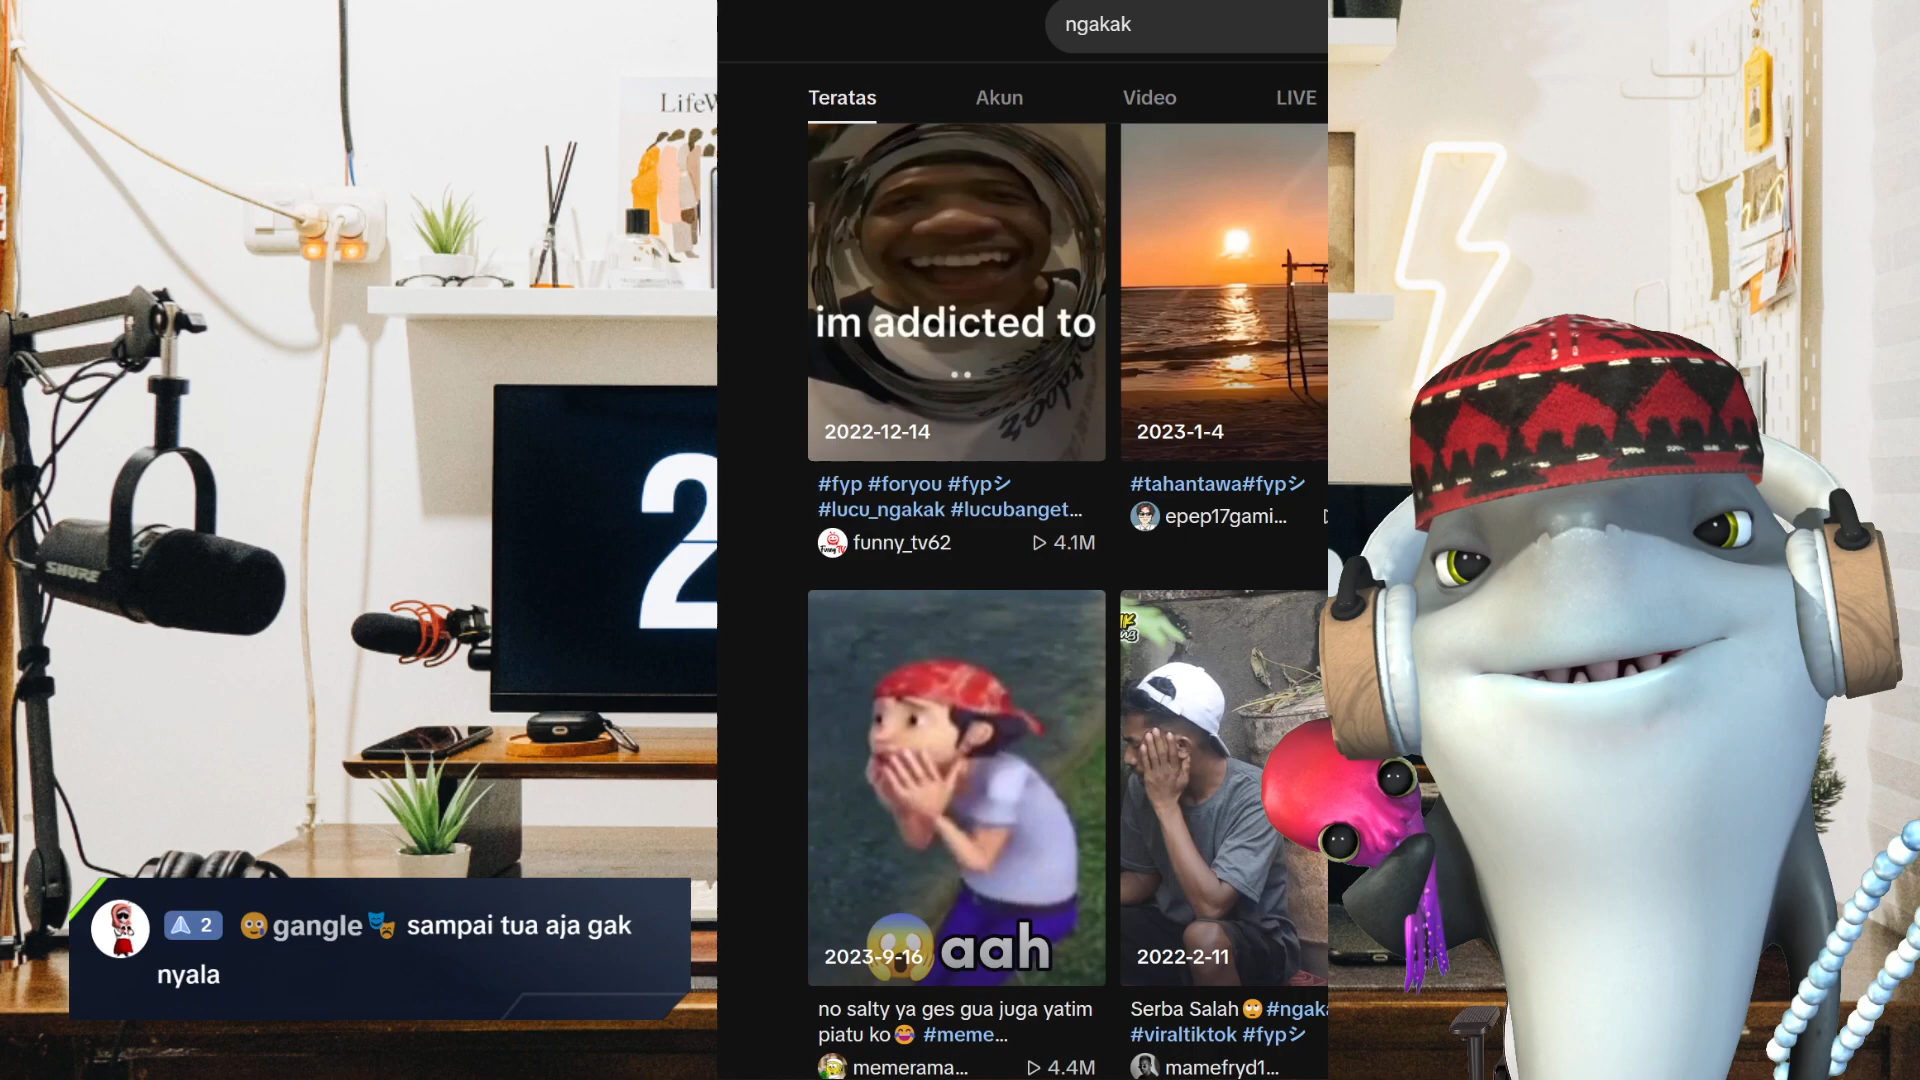 LifeW
SHURE
2
2 gangle sampai tua aja gak
nyala
ngakak
Teratas
Akun
Video
LIVE
im addicted to
..
2022-12-14
2023-1-4
#fyp #foryou #fypシ
#lucu_ngakak #lucubanget...
funny_tv62
4.1M
#tahantawa#fypシ
epep17gami...
aah
2023-9-16
2022-2-11
no salty ya ges gua juga yatim
piatu ko😂 #meme...
memerama...
4.4M
Serba Salah🙄#ngak
#viraltiktok #fypシ
mamefryd1...